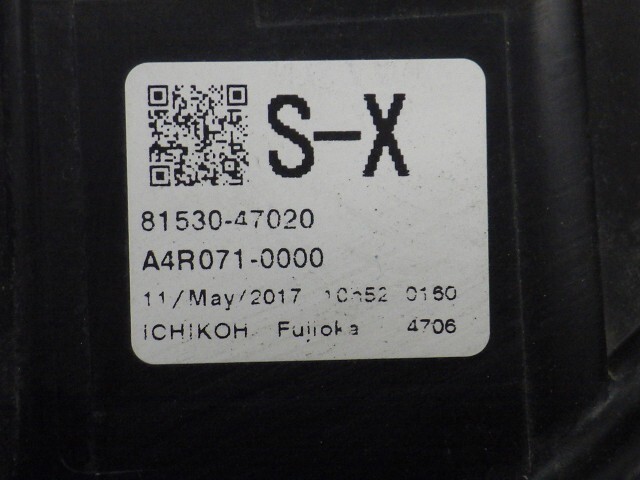 S-X
81530-47020
A4R071-0000
11/May/2017 10h52 0160
ICHIKOH Fujioka 4706